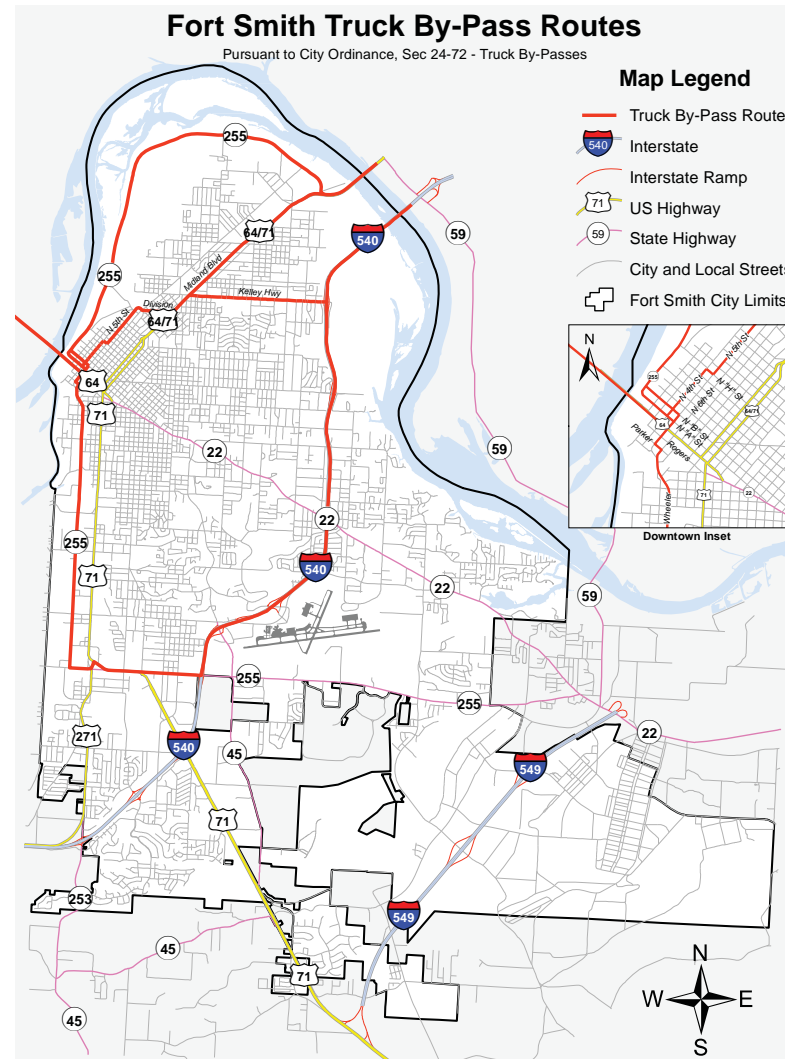 Fort Smith Truck By-Pass Routes
Pursuant to City Ordinance, Sec 24-72 - Truck By-Passes
Map Legend
Truck By-Pass Route
540 Interstate
Interstate Ramp
71 US Highway
59 State Highway
City and Local Streets
Fort Smith City Limits
255
64/71
540
59
255
Midland Blvd
Kelley Hwy
Division
N 5th St
64/71
64
71
22
59
22
255
540
71
22
59
255
255
271
540
45
22
549
71
253
549
45
71
45
N
255
N 5th St
N 4th St
N "H" St
N 6th St
64/71
64
N "B" St
N "A" St
Parker
Rogers
Wheeler
71
22
Downtown Inset
N
W E
S